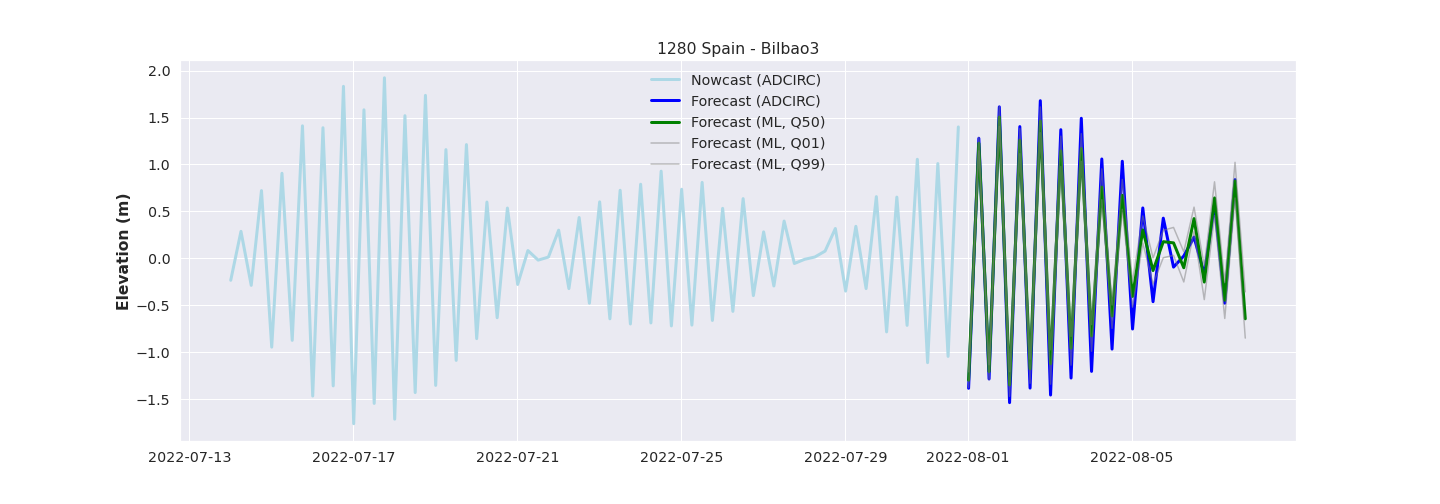 1280 Spain - Bilbao3
Nowcast (ADCIRC)
Forecast (ADCIRC)
Forecast (ML, Q50)
Forecast (ML, Q01)
Forecast (ML, Q99)
Elevation (m)
2.0
1.5
1.0
0.5
0.0
−0.5
−1.0
−1.5
2022-07-13
2022-07-17
2022-07-21
2022-07-25
2022-07-29
2022-08-01
2022-08-05